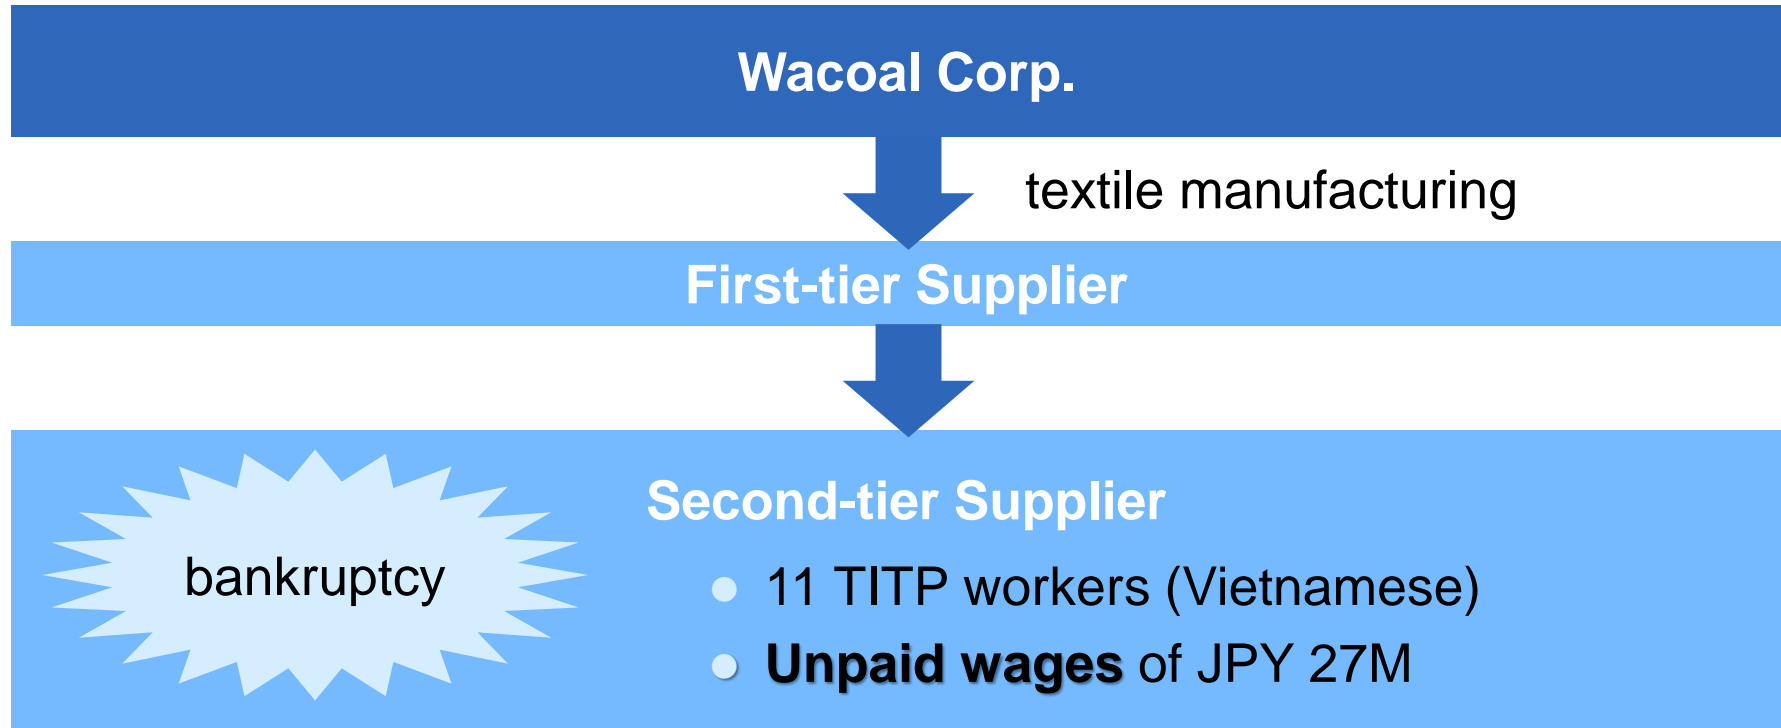 Wacoal Corp.
textile manufacturing
First-tier Supplier
Second-tier Supplier
bankruptcy
● 11 TITP workers (Vietnamese)
● Unpaid wages of JPY 27M